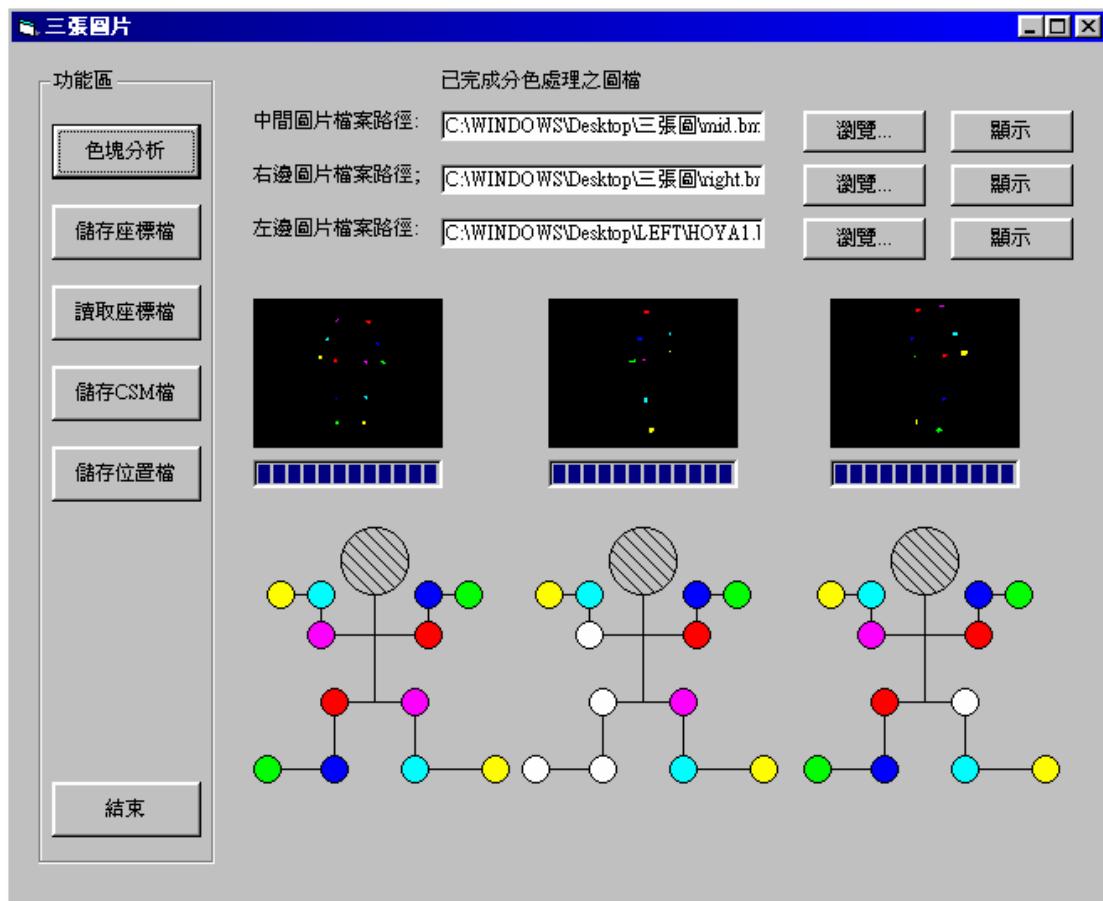 三張圖片
功能區
已完成分色處理之圖檔
色塊分析
中間圖片檔案路徑:
C:\WINDOWS\Desktop\三張圖\mid.bm
瀏覽...
顯示
右邊圖片檔案路徑;
C:\WINDOWS\Desktop\三張圖\right.br
瀏覽...
顯示
儲存座標檔
左邊圖片檔案路徑:
C:\WINDOWS\Desktop\LEFT\HOYA1.
瀏覽...
顯示
讀取座標檔
儲存CSM檔
儲存位置檔
結束